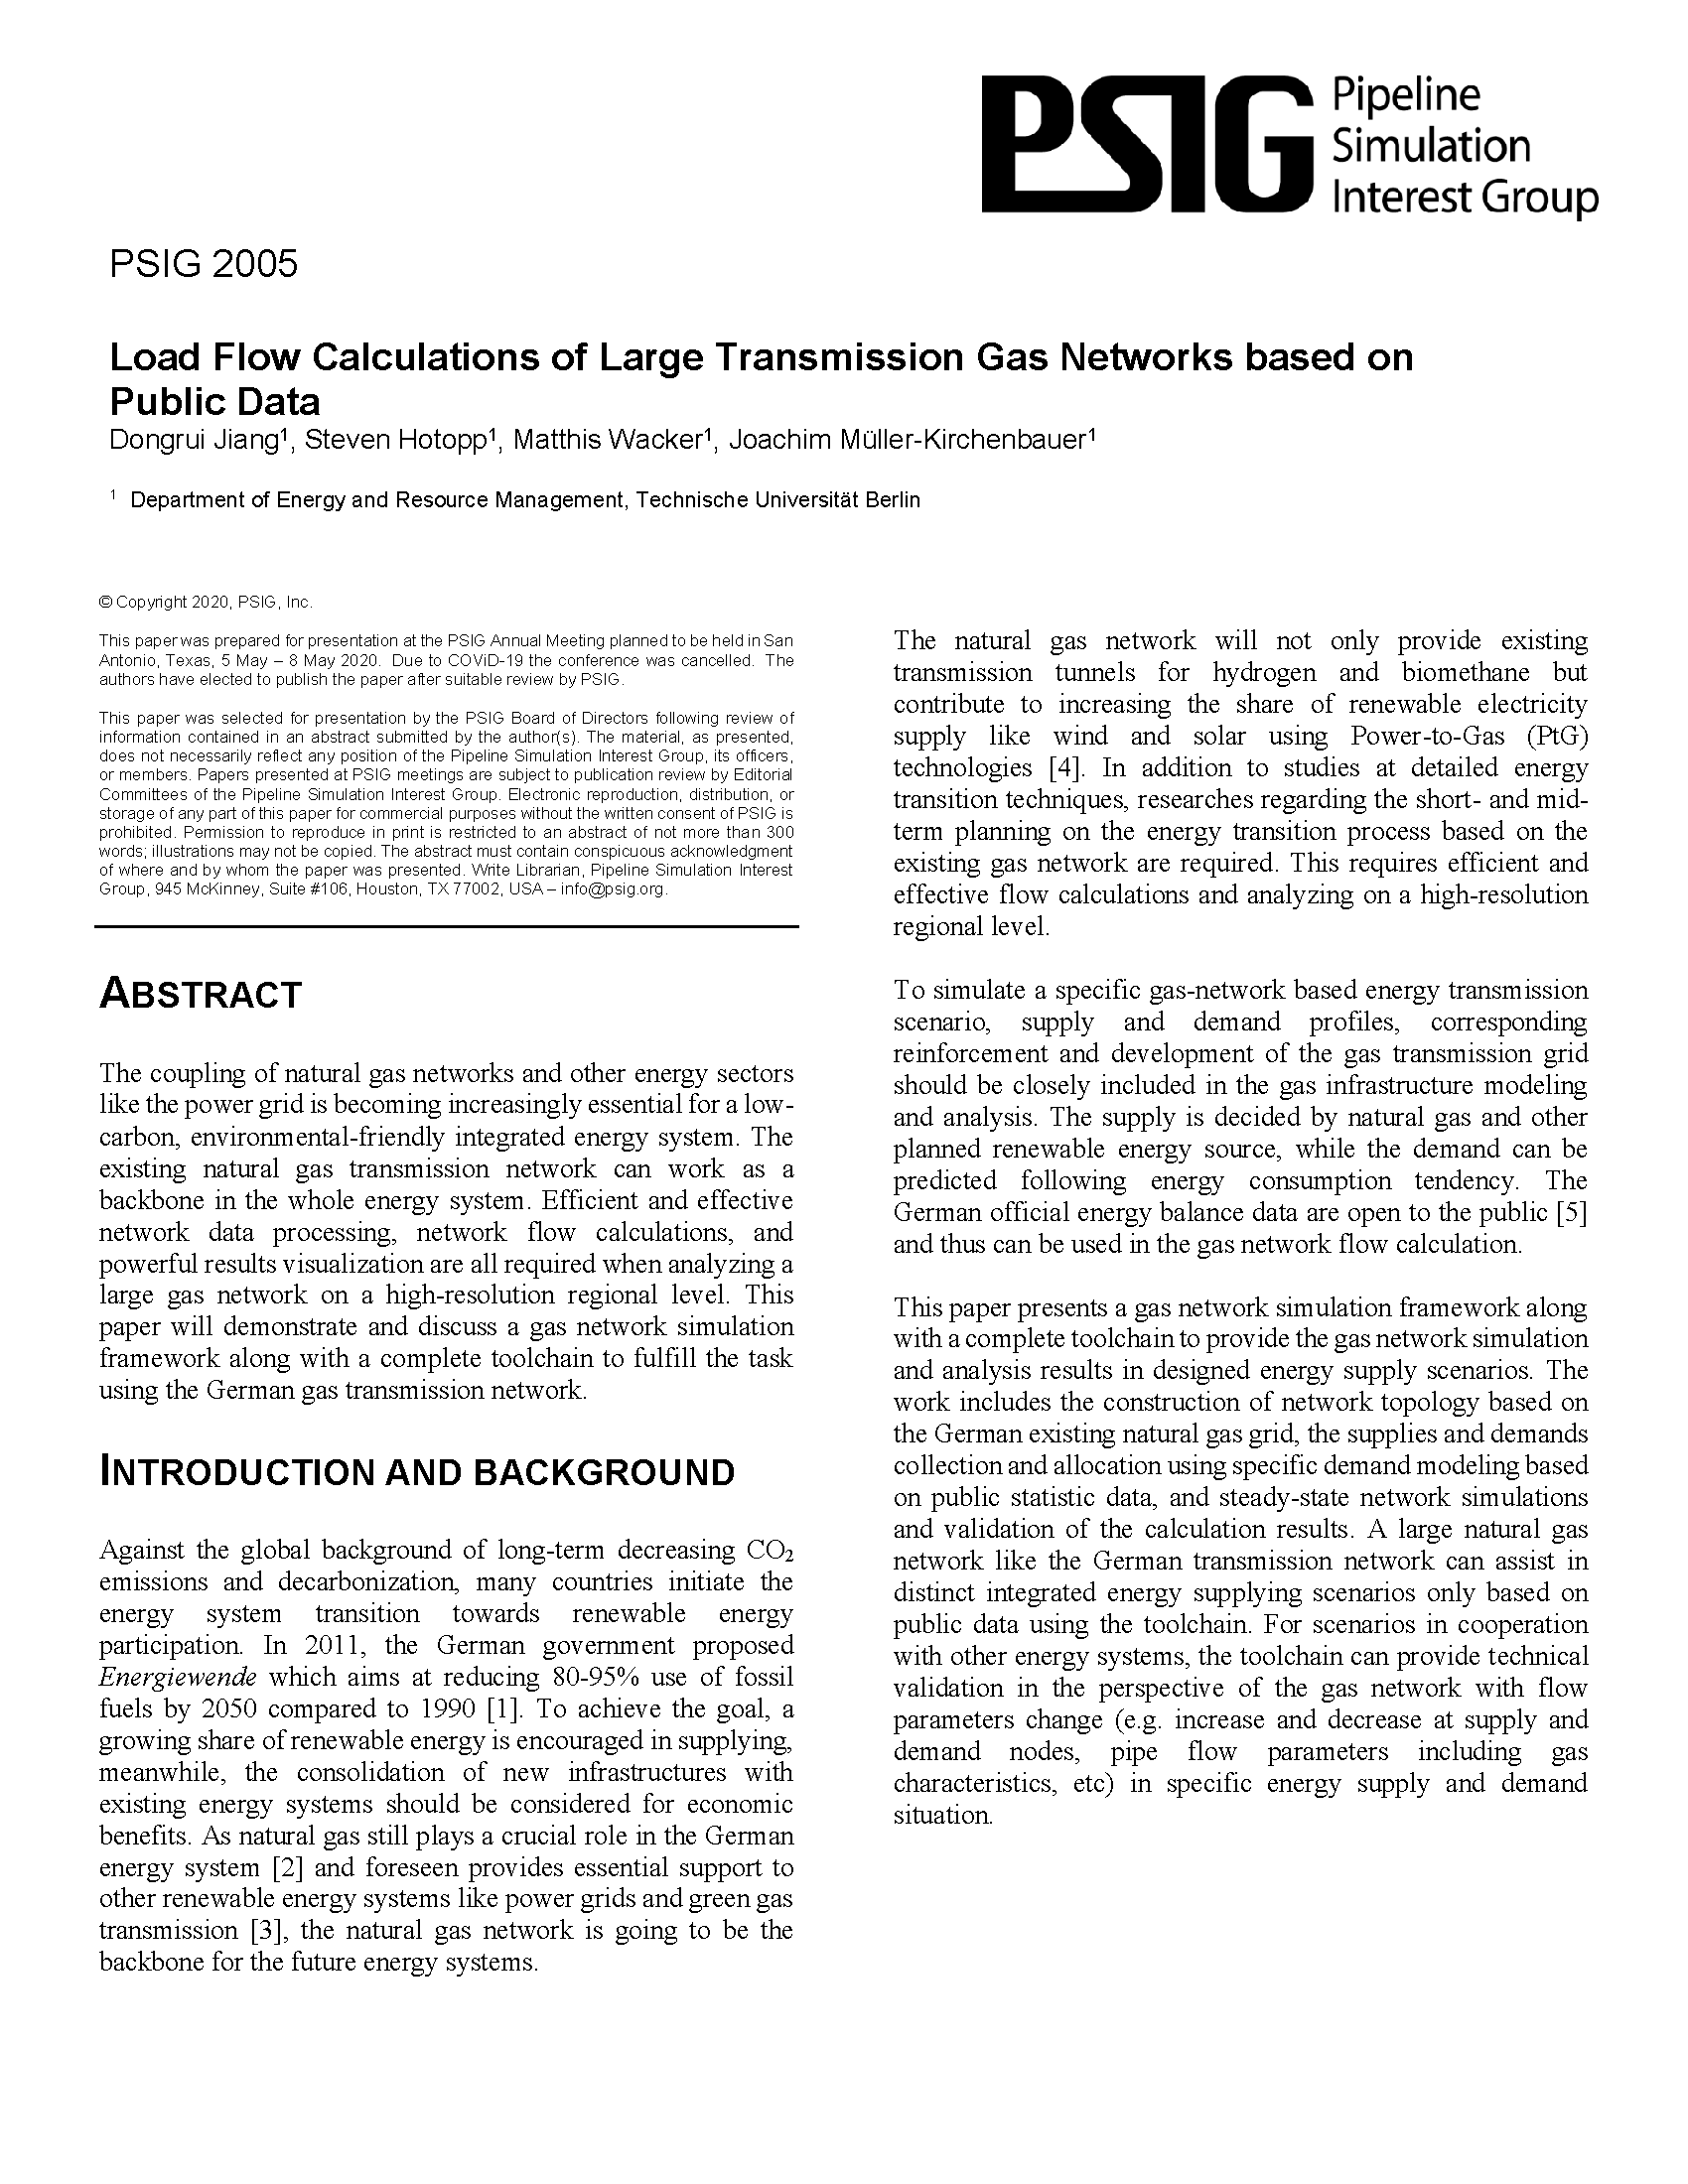 PSIG Pipeline
Simulation
Interest Group
PSIG 2005
Load Flow Calculations of Large Transmission Gas Networks based on
Public Data
Dongrui Jiang¹, Steven Hotopp¹, Matthis Wacker¹, Joachim Müller-Kirchenbauer¹
¹ Department of Energy and Resource Management, Technische Universität Berlin
© Copyright 2020, PSIG, Inc.
This paper was prepared for presentation at the PSIG Annual Meeting planned to be held in San
Antonio, Texas, 5 May – 8 May 2020. Due to COViD-19 the conference was cancelled. The
authors have elected to publish the paper after suitable review by PSIG.
This paper was selected for presentation by the PSIG Board of Directors following review of
information contained in an abstract submitted by the author(s). The material, as presented,
does not necessarily reflect any position of the Pipeline Simulation Interest Group, its officers,
or members. Papers presented at PSIG meetings are subject to publication review by Editorial
Committees of the Pipeline Simulation Interest Group. Electronic reproduction, distribution, or
storage of any part of this paper for commercial purposes without the written consent of PSIG is
prohibited. Permission to reproduce in print is restricted to an abstract of not more than 300
words; illustrations may not be copied. The abstract must contain conspicuous acknowledgment
of where and by whom the paper was presented. Write Librarian, Pipeline Simulation Interest
Group, 945 McKinney, Suite #106, Houston, TX 77002, USA – info@psig.org.
ABSTRACT
The coupling of natural gas networks and other energy sectors
like the power grid is becoming increasingly essential for a low-
carbon, environmental-friendly integrated energy system. The
existing natural gas transmission network can work as a
backbone in the whole energy system. Efficient and effective
network data processing, network flow calculations, and
powerful results visualization are all required when analyzing a
large gas network on a high-resolution regional level. This
paper will demonstrate and discuss a gas network simulation
framework along with a complete toolchain to fulfill the task
using the German gas transmission network.
INTRODUCTION AND BACKGROUND
Against the global background of long-term decreasing CO₂
emissions and decarbonization, many countries initiate the
energy system transition towards renewable energy
participation. In 2011, the German government proposed
Energiewende which aims at reducing 80-95% use of fossil
fuels by 2050 compared to 1990 [1]. To achieve the goal, a
growing share of renewable energy is encouraged in supplying,
meanwhile, the consolidation of new infrastructures with
existing energy systems should be considered for economic
benefits. As natural gas still plays a crucial role in the German
energy system [2] and foreseen provides essential support to
other renewable energy systems like power grids and green gas
transmission [3], the natural gas network is going to be the
backbone for the future energy systems.
The natural gas network will not only provide existing
transmission tunnels for hydrogen and biomethane but
contribute to increasing the share of renewable electricity
supply like wind and solar using Power-to-Gas (PtG)
technologies [4]. In addition to studies at detailed energy
transition techniques, researches regarding the short- and mid-
term planning on the energy transition process based on the
existing gas network are required. This requires efficient and
effective flow calculations and analyzing on a high-resolution
regional level.
To simulate a specific gas-network based energy transmission
scenario, supply and demand profiles, corresponding
reinforcement and development of the gas transmission grid
should be closely included in the gas infrastructure modeling
and analysis. The supply is decided by natural gas and other
planned renewable energy source, while the demand can be
predicted following energy consumption tendency. The
German official energy balance data are open to the public [5]
and thus can be used in the gas network flow calculation.
This paper presents a gas network simulation framework along
with a complete toolchain to provide the gas network simulation
and analysis results in designed energy supply scenarios. The
work includes the construction of network topology based on
the German existing natural gas grid, the supplies and demands
collection and allocation using specific demand modeling based
on public statistic data, and steady-state network simulations
and validation of the calculation results. A large natural gas
network like the German transmission network can assist in
distinct integrated energy supplying scenarios only based on
public data using the toolchain. For scenarios in cooperation
with other energy systems, the toolchain can provide technical
validation in the perspective of the gas network with flow
parameters change (e.g. increase and decrease at supply and
demand nodes, pipe flow parameters including gas
characteristics, etc) in specific energy supply and demand
situation.